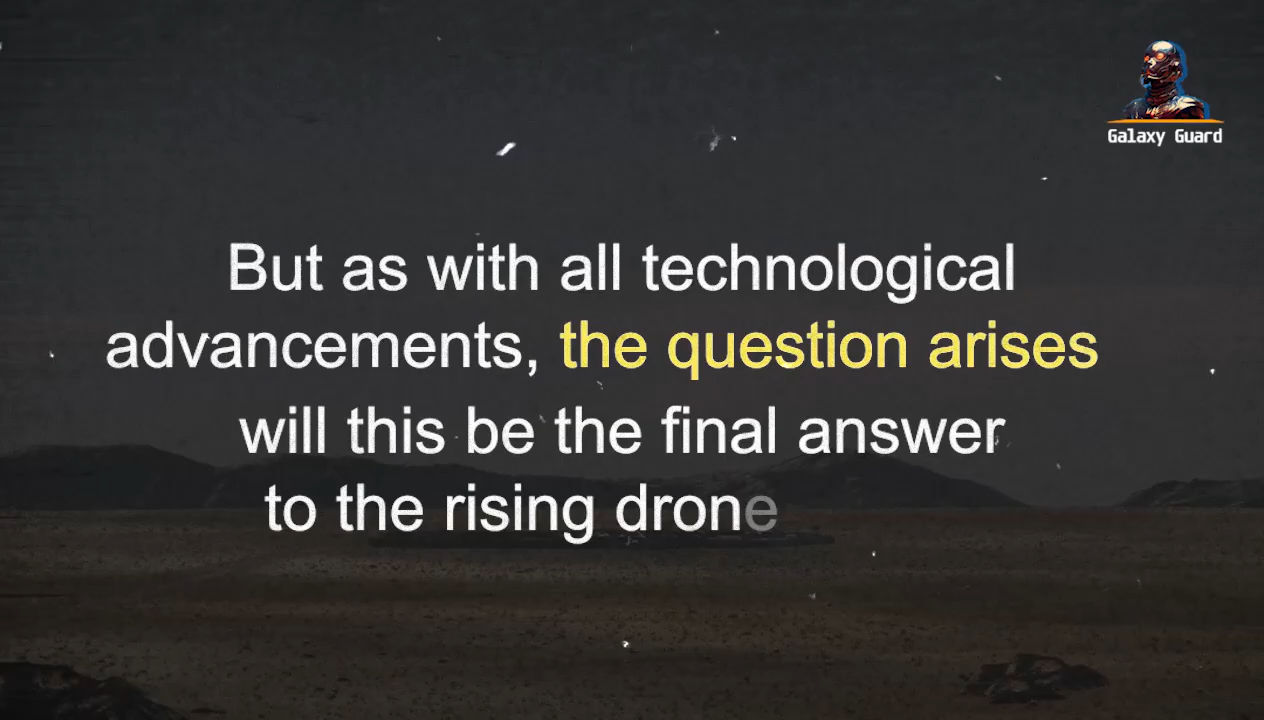 Galaxy Guard
But as with all technological
advancements, the question arises
will this be the final answer
to the rising drone